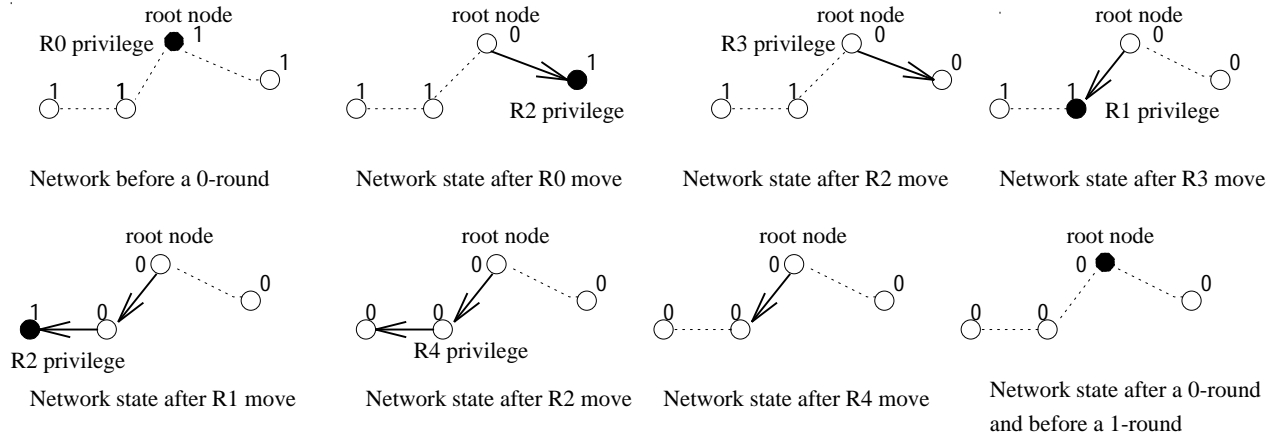 root node root node root node root node
R0 privilege 1 0 R3 privilege 0 0
1 1 1 1 1 1 1 1 0 1 1 0
R2 privilege R1 privilege
Network before a 0-round Network state after R0 move Network state after R2 move Network state after R3 move
root node root node root node root node
0 0 0 0
1 0 0 0 0 0 0 0 0 0 0 0
R2 privilege R4 privilege
Network state after R1 move Network state after R2 move Network state after R4 move Network state after a 0-round
and before a 1-round